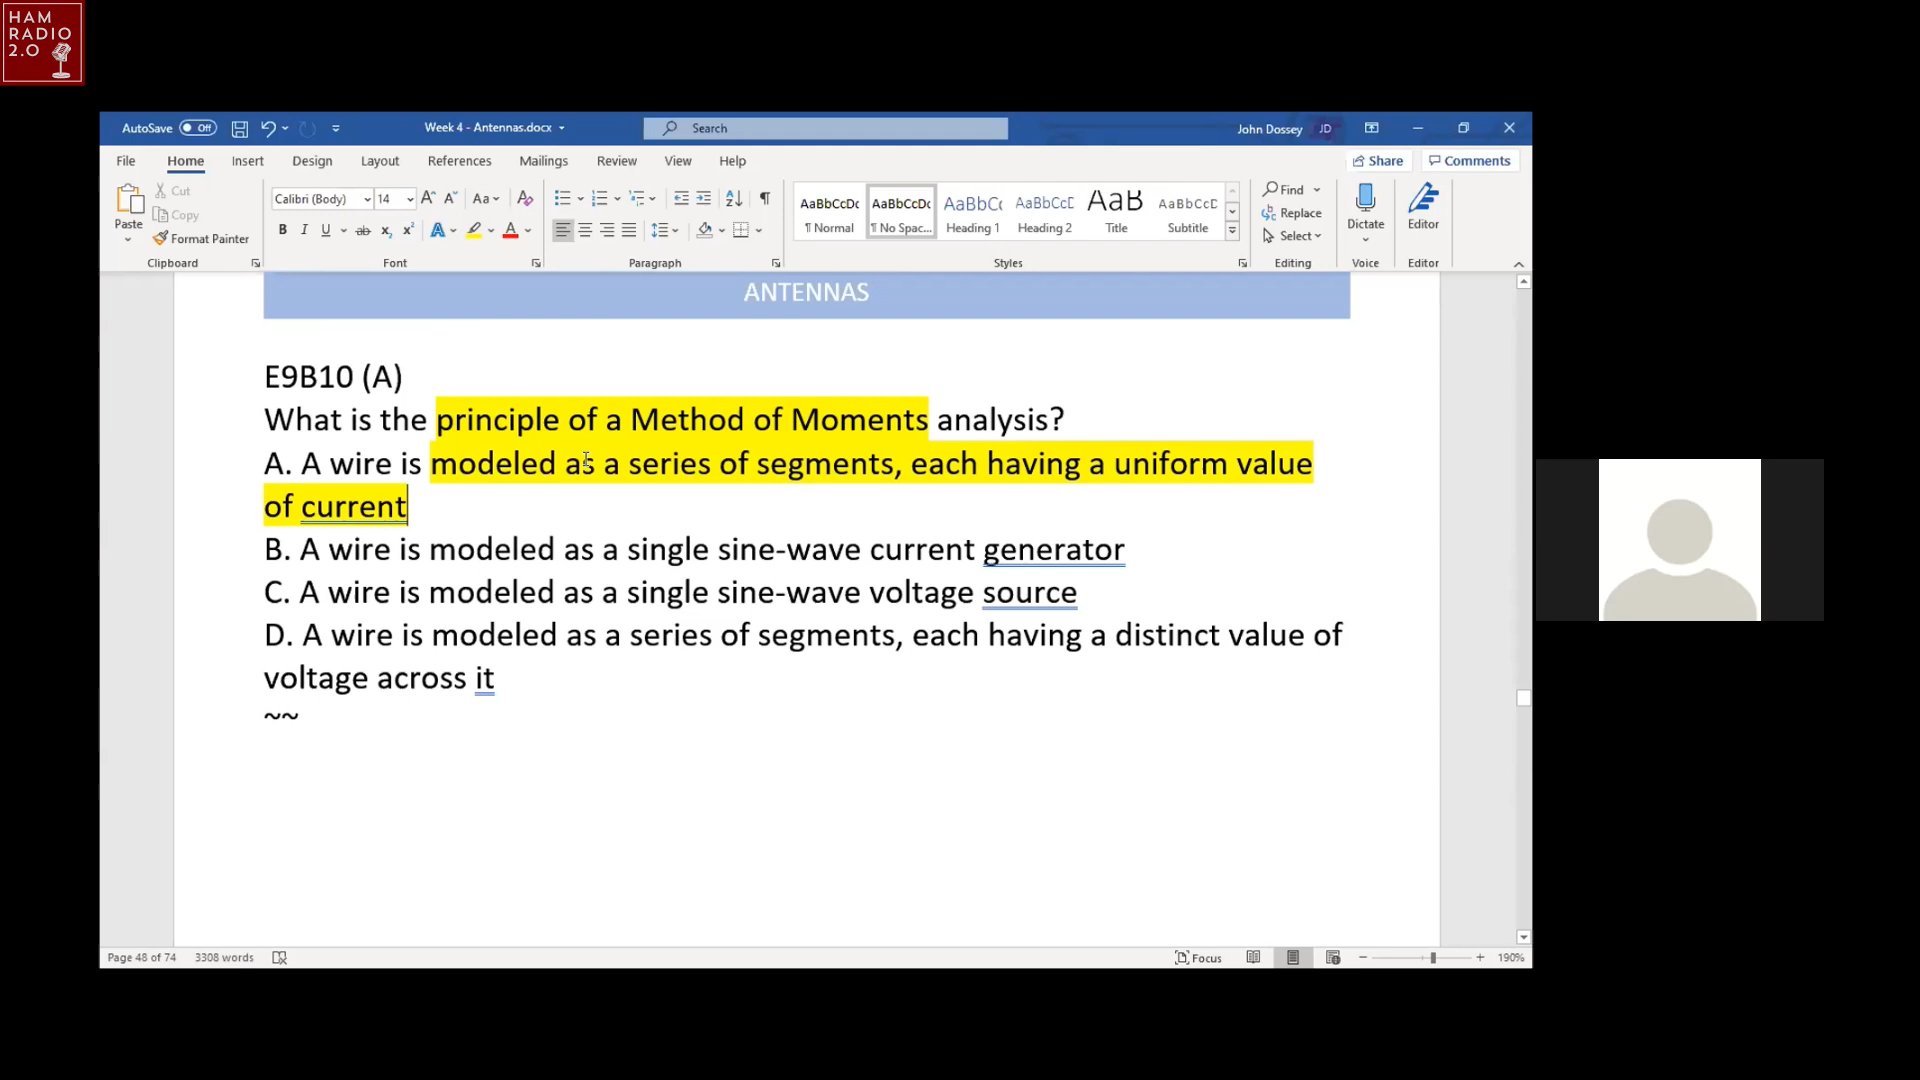 HAM
RADIO
2.0
AutoSave Off Week 4 - Antennas.docx Search John Dossey JD
File Home Insert Design Layout References Mailings Review View Help Share Comments
Paste Cut Copy Format Painter Clipboard
Calibri (Body) 14 Font
Paragraph
AaBbCcDc ¶ Normal AaBbCcDc ¶ No Spac... AaBbCc Heading 1 AaBbCcD Heading 2 AaB Title AaBbCcD Subtitle Styles
Find Replace Select Editing
Dictate Voice
Editor Editor
ANTENNAS
E9B10 (A)
What is the principle of a Method of Moments analysis?
A. A wire is modeled as a series of segments, each having a uniform value
of current
B. A wire is modeled as a single sine-wave current generator
C. A wire is modeled as a single sine-wave voltage source
D. A wire is modeled as a series of segments, each having a distinct value of
voltage across it
~~
Page 48 of 74 3308 words Focus 190%